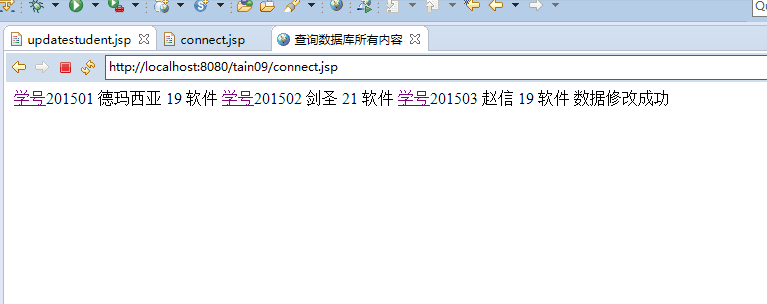 Qu
updatestudent.jsp connect.jsp 查询数据库所有内容
http://localhost:8080/tain09/connect.jsp
学号201501 德玛西亚 19 软件 学号201502 剑圣 21 软件 学号201503 赵信 19 软件 数据修改成功